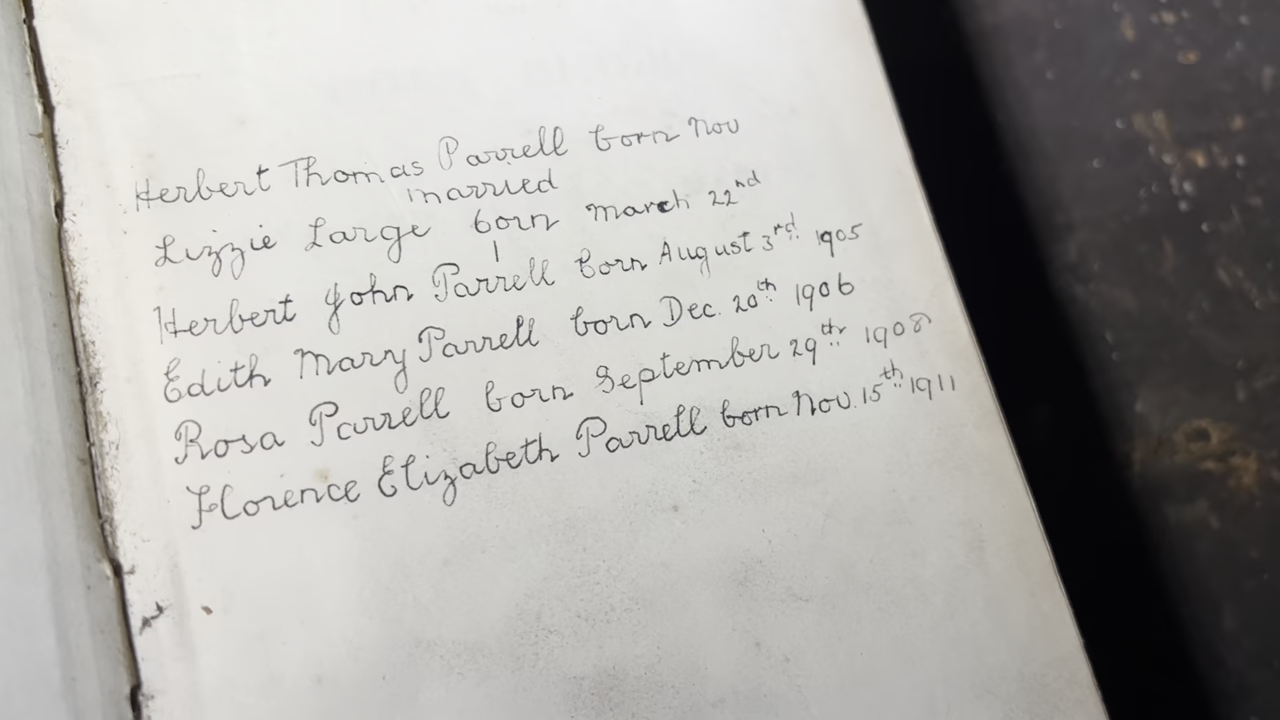 Herbert Thomas Parrell born Nov
married
Lizzie Large born March 22nd
Herbert John Parrell born August 3rd. 1905
Edith Mary Parrell born Dec. 20th. 1906
Rosa Parrell born September 29th. 1908
Florence Elizabeth Parrell born Nov. 15th. 1911